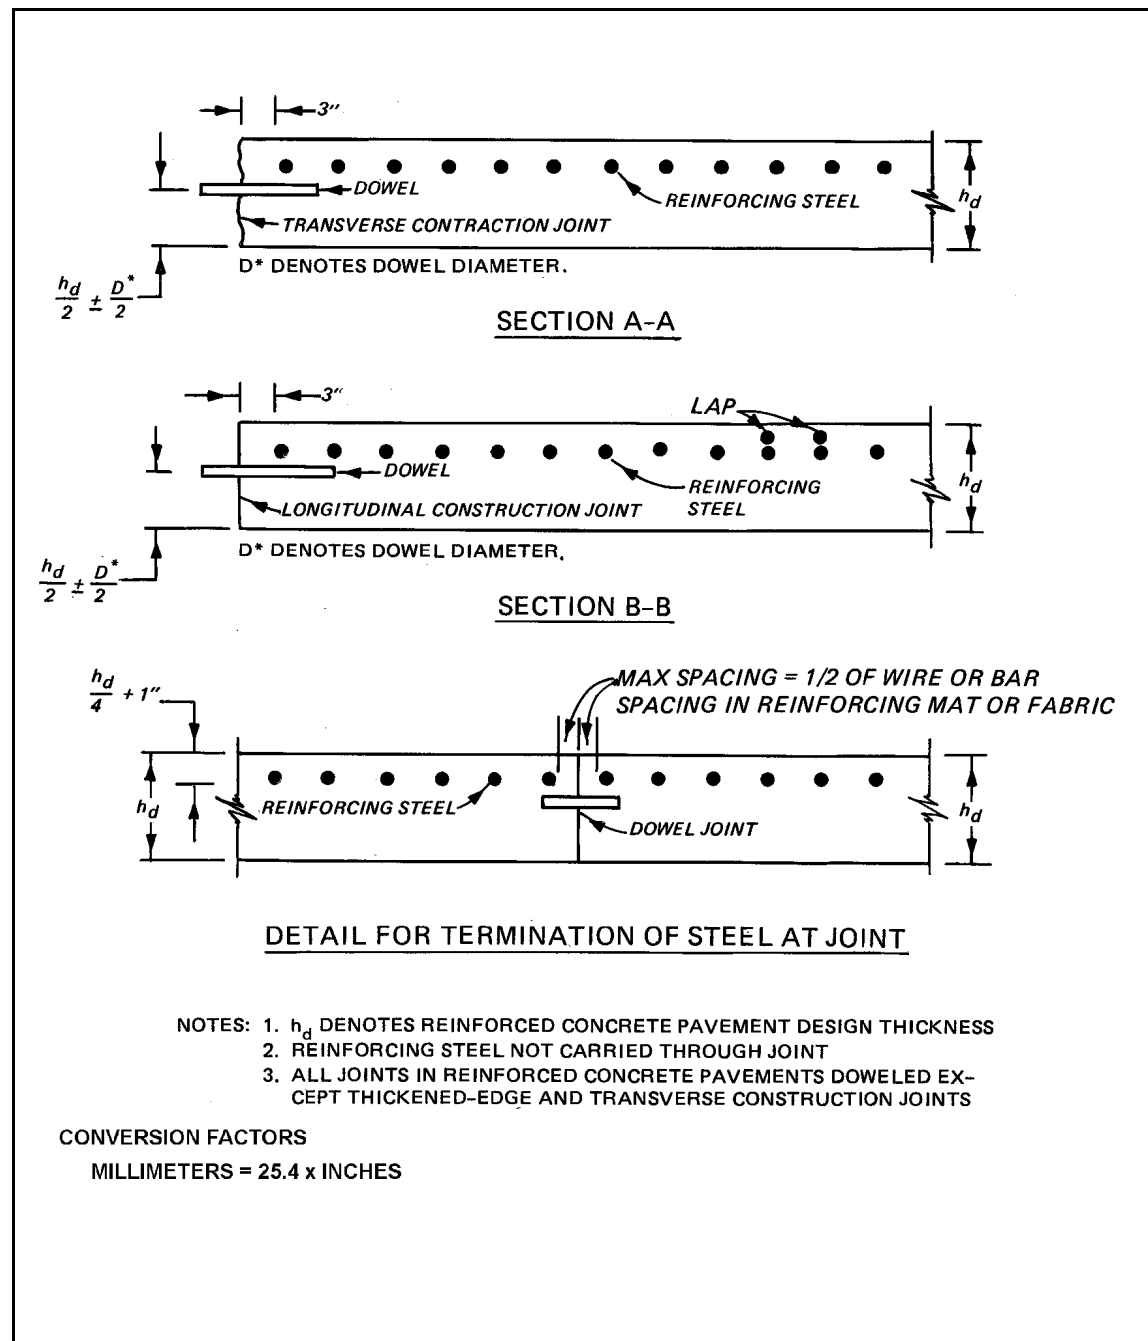 3"
DOWEL
REINFORCING STEEL
h_d
TRANSVERSE CONTRACTION JOINT
D* DENOTES DOWEL DIAMETER.
h_d/2 ± D*/2
SECTION A-A
3"
LAP
DOWEL
REINFORCING
STEEL
h_d
LONGITUDINAL CONSTRUCTION JOINT
D* DENOTES DOWEL DIAMETER.
h_d/2 ± D*/2
SECTION B-B
h_d/4 + 1"
MAX SPACING = 1/2 OF WIRE OR BAR
SPACING IN REINFORCING MAT OR FABRIC
h_d
REINFORCING STEEL
DOWEL JOINT
h_d
DETAIL FOR TERMINATION OF STEEL AT JOINT
NOTES: 1. h_d DENOTES REINFORCED CONCRETE PAVEMENT DESIGN THICKNESS
2. REINFORCING STEEL NOT CARRIED THROUGH JOINT
3. ALL JOINTS IN REINFORCED CONCRETE PAVEMENTS DOWELED EX-
CEPT THICKENED-EDGE AND TRANSVERSE CONSTRUCTION JOINTS
CONVERSION FACTORS
MILLIMETERS = 25.4 x INCHES